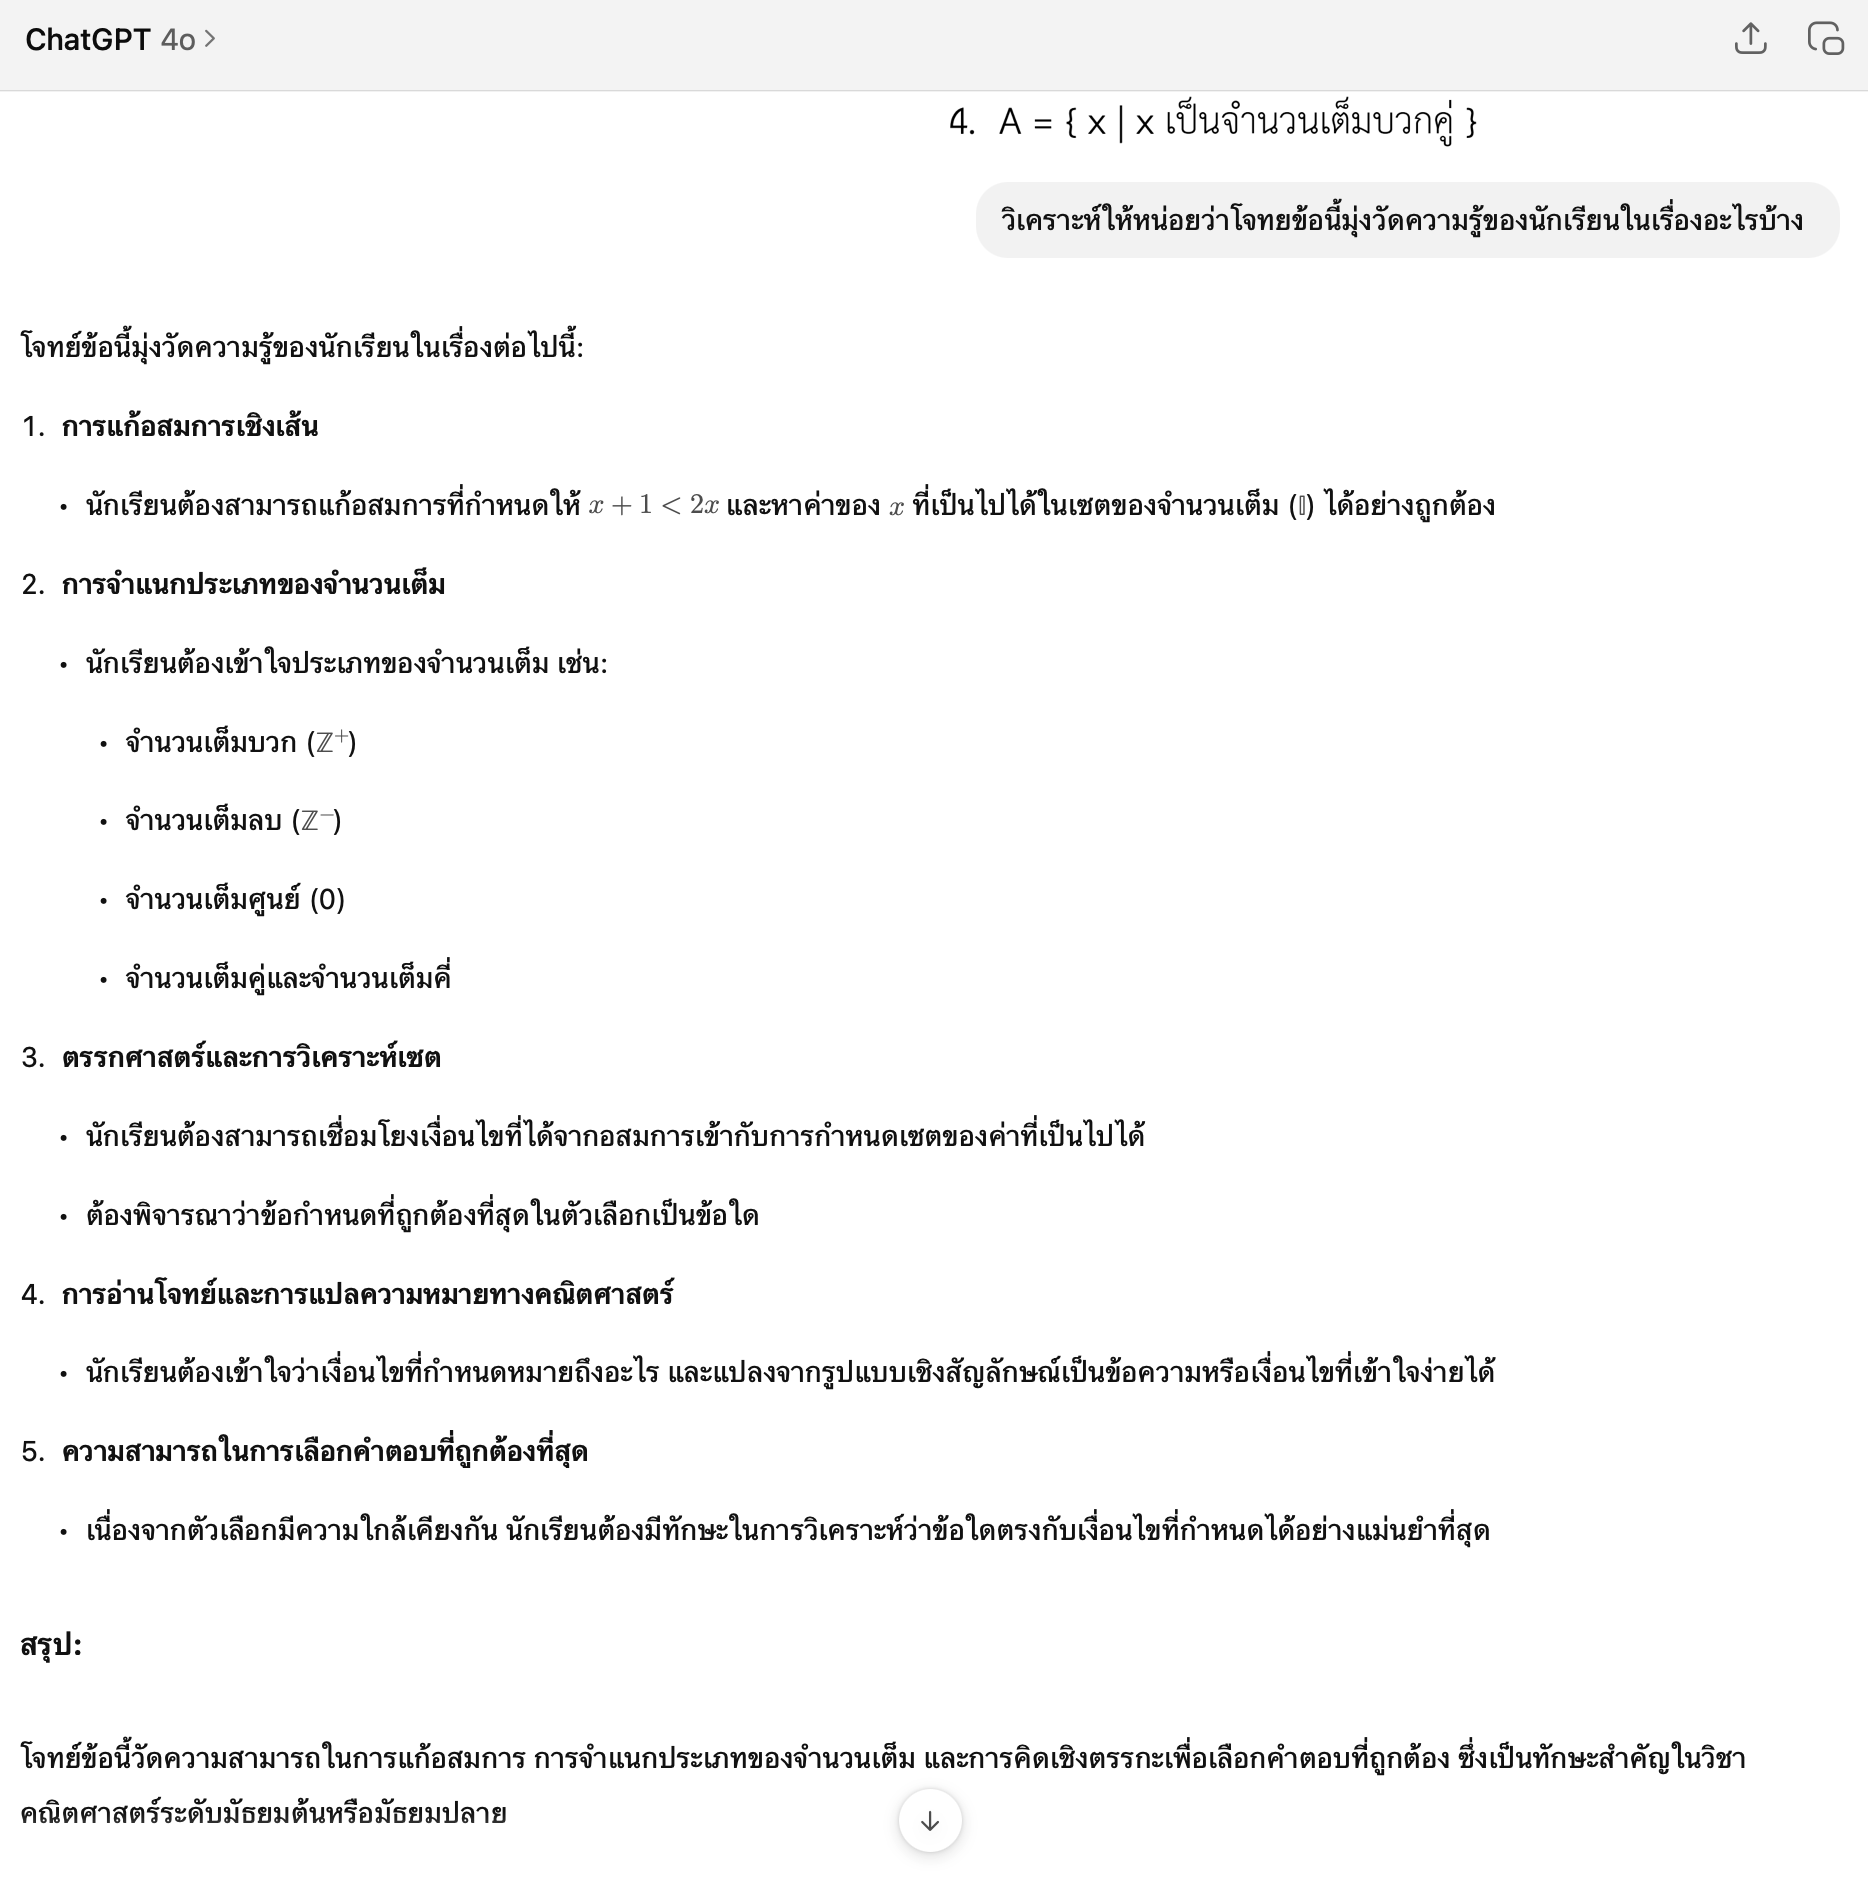 ChatGPT 4o >
4. A = { x | x เป็นจำนวนเต็มบวกคู่ }
วิเคราะห์ให้หน่อยว่าโจทยข้อนี้มุ่งวัดความรู้ของนักเรียนในเรื่องอะไรบ้าง
โจทย์ข้อนี้มุ่งวัดความรู้ของนักเรียนในเรื่องต่อไปนี้:
1. การแก้อสมการเชิงเส้น
• นักเรียนต้องสามารถแก้อสมการที่กำหนดให้ x + 1 < 2x และหาค่าของ x ที่เป็นไปได้ในเซตของจำนวนเต็ม (𝕀) ได้อย่างถูกต้อง
2. การจำแนกประเภทของจำนวนเต็ม
• นักเรียนต้องเข้าใจประเภทของจำนวนเต็ม เช่น:
• จำนวนเต็มบวก (ℤ⁺)
• จำนวนเต็มลบ (ℤ⁻)
• จำนวนเต็มศูนย์ (0)
• จำนวนเต็มคู่และจำนวนเต็มคี่
3. ตรรกศาสตร์และการวิเคราะห์เซต
• นักเรียนต้องสามารถเชื่อมโยงเงื่อนไขที่ได้จากอสมการเข้ากับการกำหนดเซตของค่าที่เป็นไปได้
• ต้องพิจารณาว่าข้อกำหนดที่ถูกต้องที่สุดในตัวเลือกเป็นข้อใด
4. การอ่านโจทย์และการแปลความหมายทางคณิตศาสตร์
• นักเรียนต้องเข้าใจว่าเงื่อนไขที่กำหนดหมายถึงอะไร และแปลงจากรูปแบบเชิงสัญลักษณ์เป็นข้อความหรือเงื่อนไขที่เข้าใจง่ายได้
5. ความสามารถในการเลือกคำตอบที่ถูกต้องที่สุด
• เนื่องจากตัวเลือกมีความใกล้เคียงกัน นักเรียนต้องมีทักษะในการวิเคราะห์ว่าข้อใดตรงกับเงื่อนไขที่กำหนดได้อย่างแม่นยำที่สุด
สรุป:
โจทย์ข้อนี้วัดความสามารถในการแก้อสมการ การจำแนกประเภทของจำนวนเต็ม และการคิดเชิงตรรกะเพื่อเลือกคำตอบที่ถูกต้อง ซึ่งเป็นทักษะสำคัญในวิชา
คณิตศาสตร์ระดับมัธยมต้นหรือมัธยมปลาย